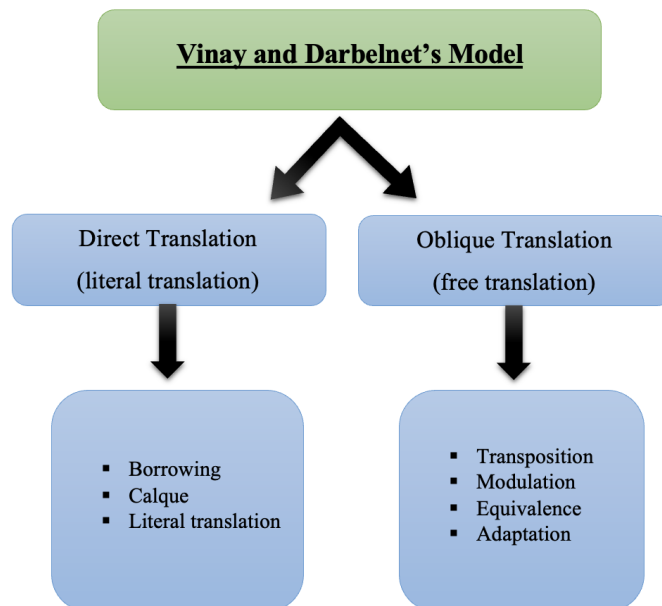 Vinay and Darbelnet’s Model
Direct Translation
(literal translation)
Oblique Translation
(free translation)
▪ Borrowing
▪ Calque
▪ Literal translation
▪ Transposition
▪ Modulation
▪ Equivalence
▪ Adaptation